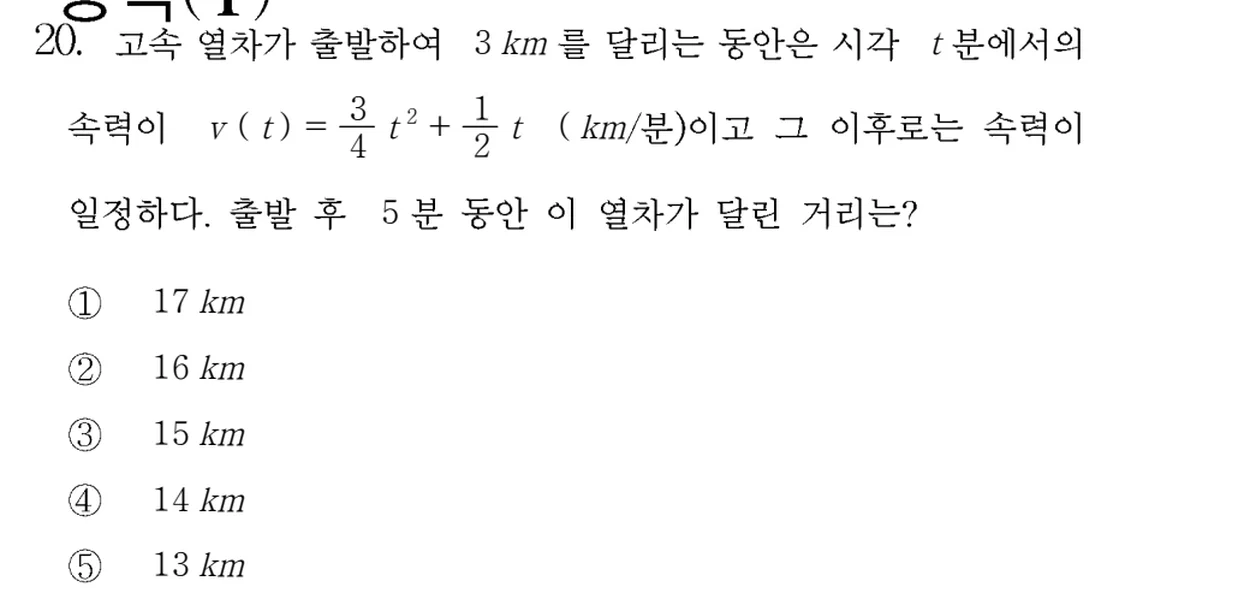 20. 고속 열차가 출발하여 3 km 를 달리는 동안은 시각 t 분에서의
속력이 v ( t ) = 3/4 t² + 1/2 t ( km/분)이고 그 이후로는 속력이
일정하다. 출발 후 5 분 동안 이 열차가 달린 거리는?
① 17 km
② 16 km
③ 15 km
④ 14 km
⑤ 13 km